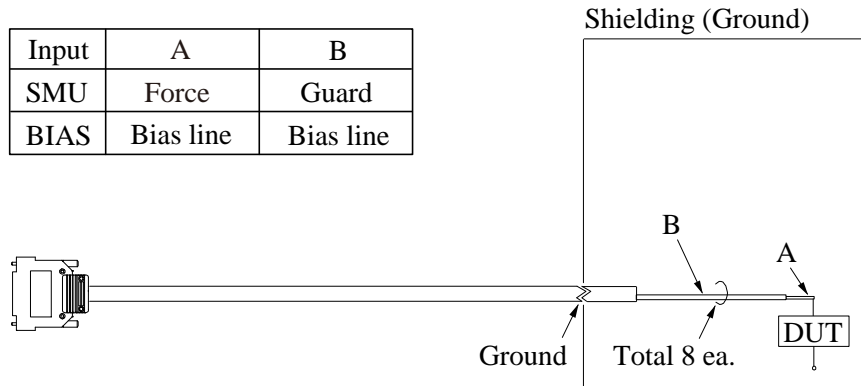 Shielding (Ground)
Input A B
SMU Force Guard
BIAS Bias line Bias line
B
A
DUT
Ground
Total 8 ea.